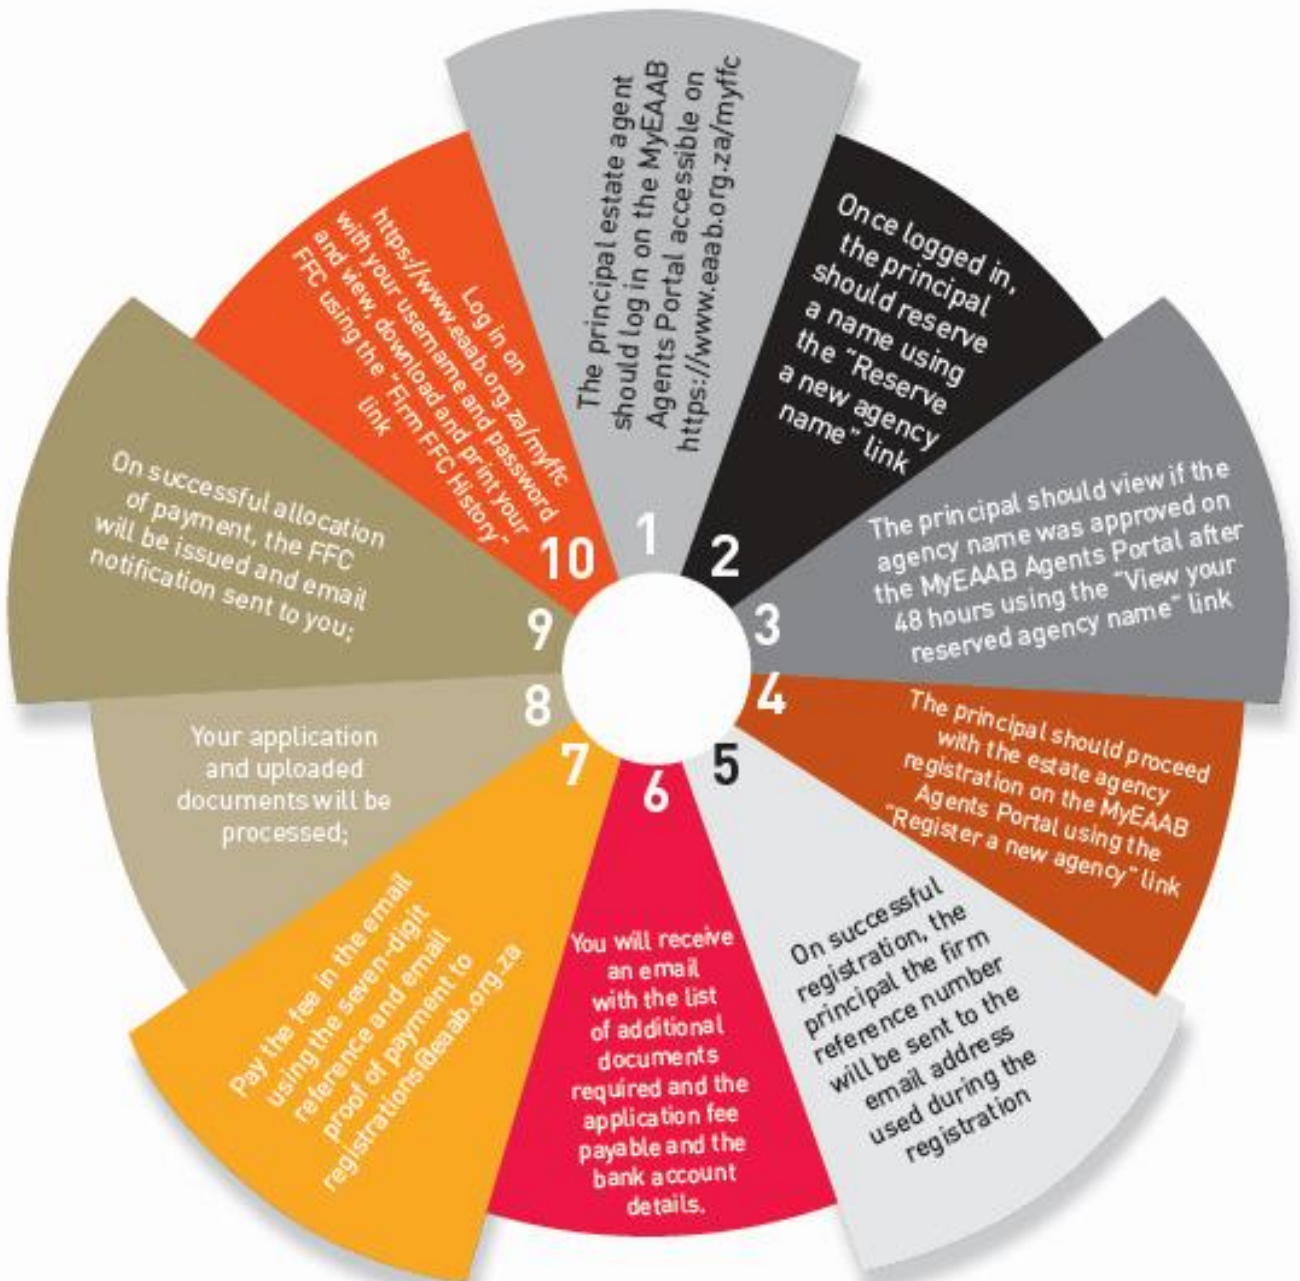 The principal estate agent
should log in on the MyEAAB
Agents Portal accessible on
https://www.eaab.org.za/myffc
1
Once logged in,
the principal
should reserve
a name using
the "Reserve
a new agency
name" link
2
The principal should view if the
agency name was approved on
the MyEAAB Agents Portal after
48 hours using the "View your
reserved agency name" link
3
The principal should proceed
with the estate agency
registration on the MyEAAB
Agents Portal using the
"Register a new agency" link
4
On successful
registration, the
principal the firm
reference number
will be sent to the
email address
used during the
registration
5
You will receive
an email
with the list
of additional
documents
required and the
application fee
payable and the
bank account
details.
6
Pay the fee in the email
using the seven-digit
reference and email
proof of payment to
registrations@eaab.org.za
7
Your application
and uploaded
documents will be
processed;
8
On successful allocation
of payment, the FFC
will be issued and email
notification sent to you;
9
Log in on
https://www.eaab.org.za/myffc
with your username and password
and view, download and print your
FFC using the "Firm FFC History"
link
10